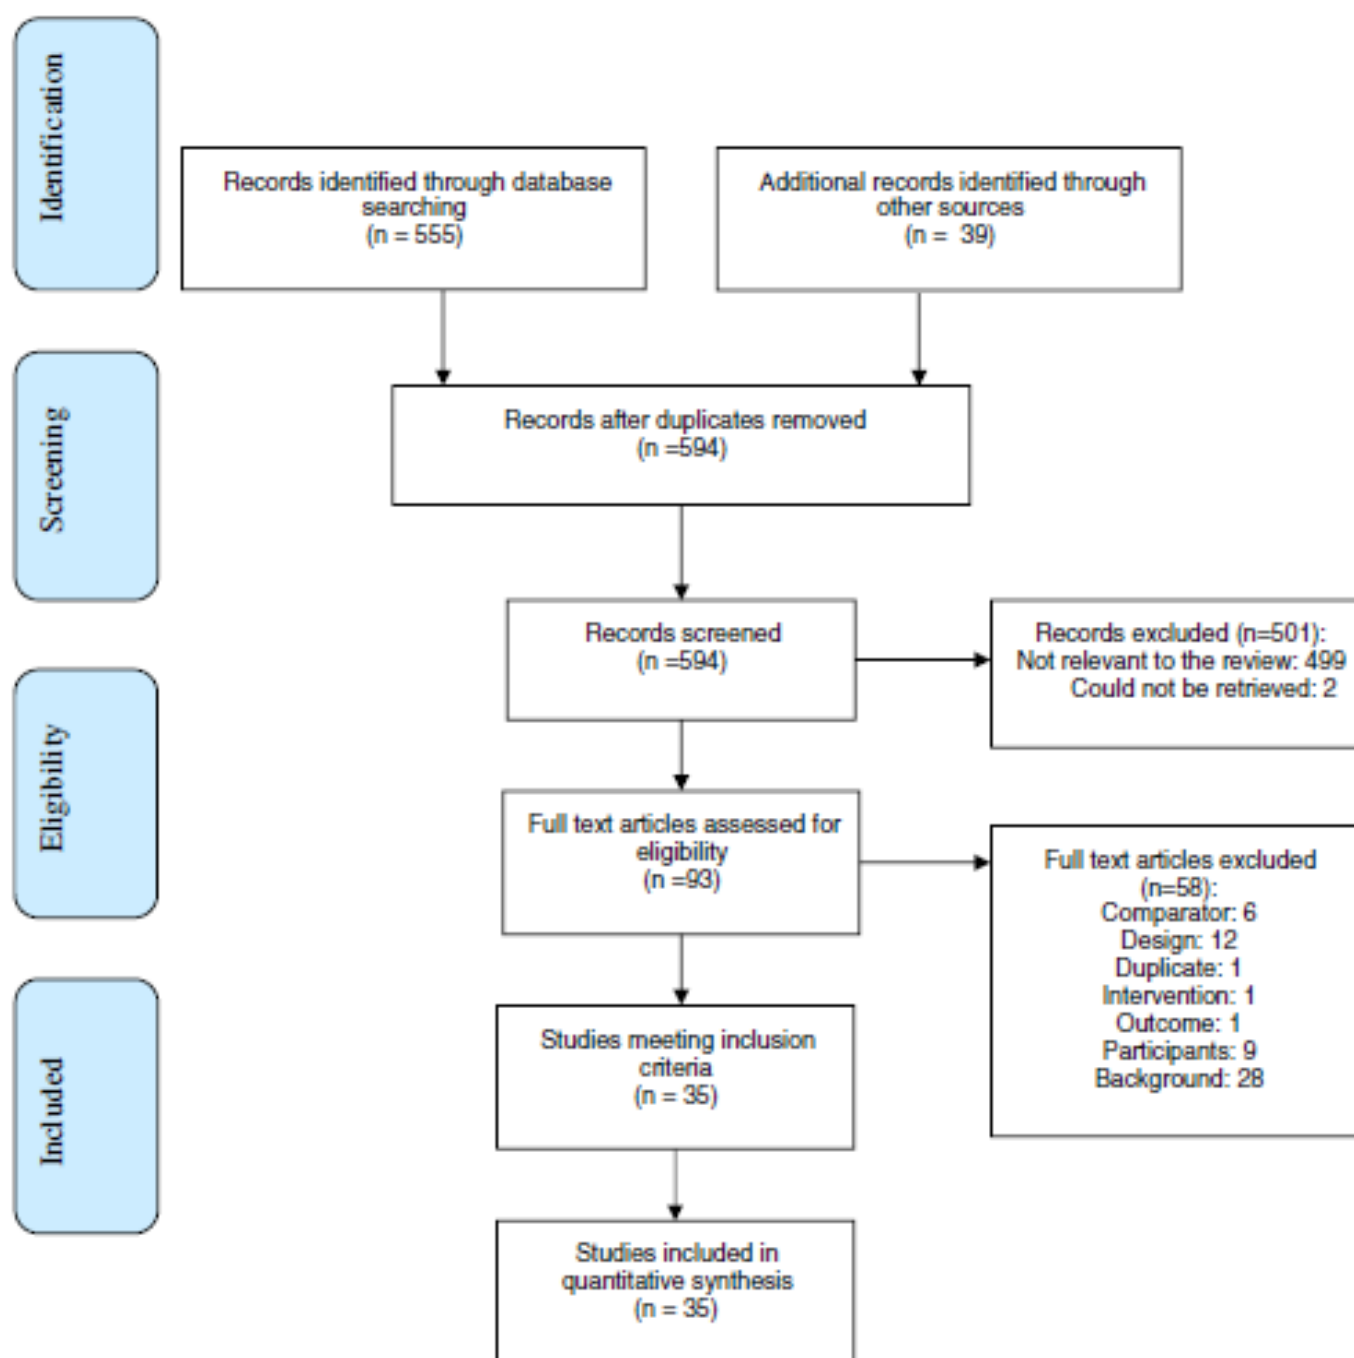 Identification
Records identified through database
searching
(n = 555)
Additional records identified through
other sources
(n = 39)
Screening
Records after duplicates removed
(n =594)
Records screened
(n =594)
Records excluded (n=501):
Not relevant to the review: 499
Could not be retrieved: 2
Eligibility
Full text articles assessed for
eligibility
(n =93)
Full text articles excluded
(n=58):
Comparator: 6
Design: 12
Duplicate: 1
Intervention: 1
Outcome: 1
Participants: 9
Background: 28
Included
Studies meeting inclusion
criteria
(n = 35)
Studies included in
quantitative synthesis
(n = 35)